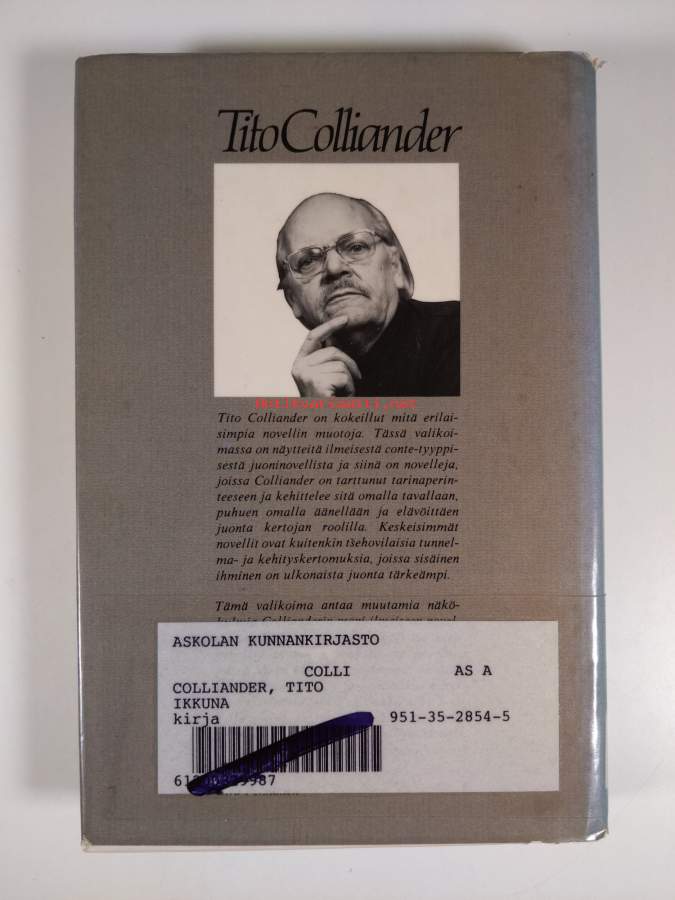 Tito Colliander
Tito Colliander on kokeillut mitä erilai-
simpia novellin muotoja. Tässä valikoi-
massa on näytteitä ilmeisestä conte-tyyppi-
sestä juoninovellista ja siinä on novelleja,
joissa Colliander on tarttunut tarinaperin-
teeseen ja kehittelee sitä omalla tavallaan,
puhuen omalla äänellään ja elävöittäen
juonta kertojan roolilla. Keskeisimmät
novellit ovat kuitenkin tšehovilaisia tunnel-
ma- ja kehityskertomuksia, joissa sisäinen
ihminen on ulkonaista juonta tärkeämpi.
Tämä valikoima antaa muutamia näkö-
ASKOLAN KUNNANKIRJASTO
COLLI AS A
COLLIANDER, TITO
IKKUNA
kirja 951-35-2854-5